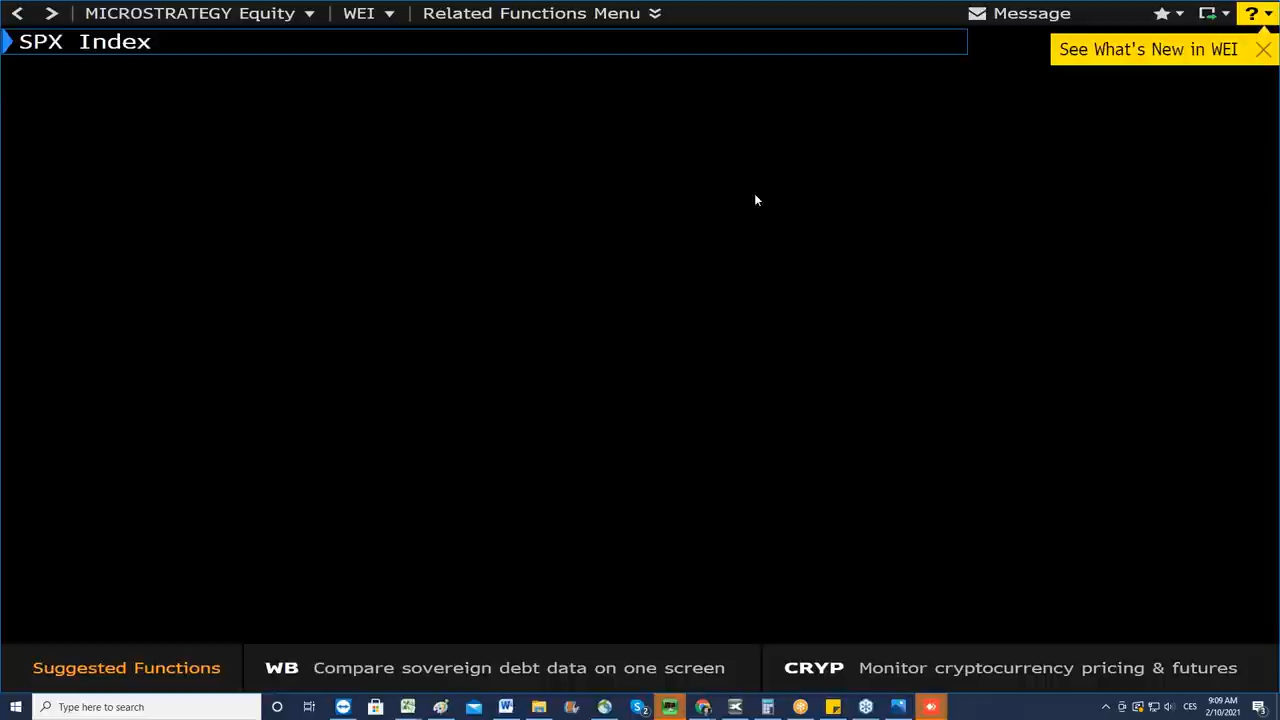 MICROSTRATEGY Equity WEI Related Functions Menu Message ?
SPX Index
See What's New in WEI
Suggested Functions WB Compare sovereign debt data on one screen CRYP Monitor cryptocurrency pricing & futures
Type here to search CES 9:09 AM
2/10/2021